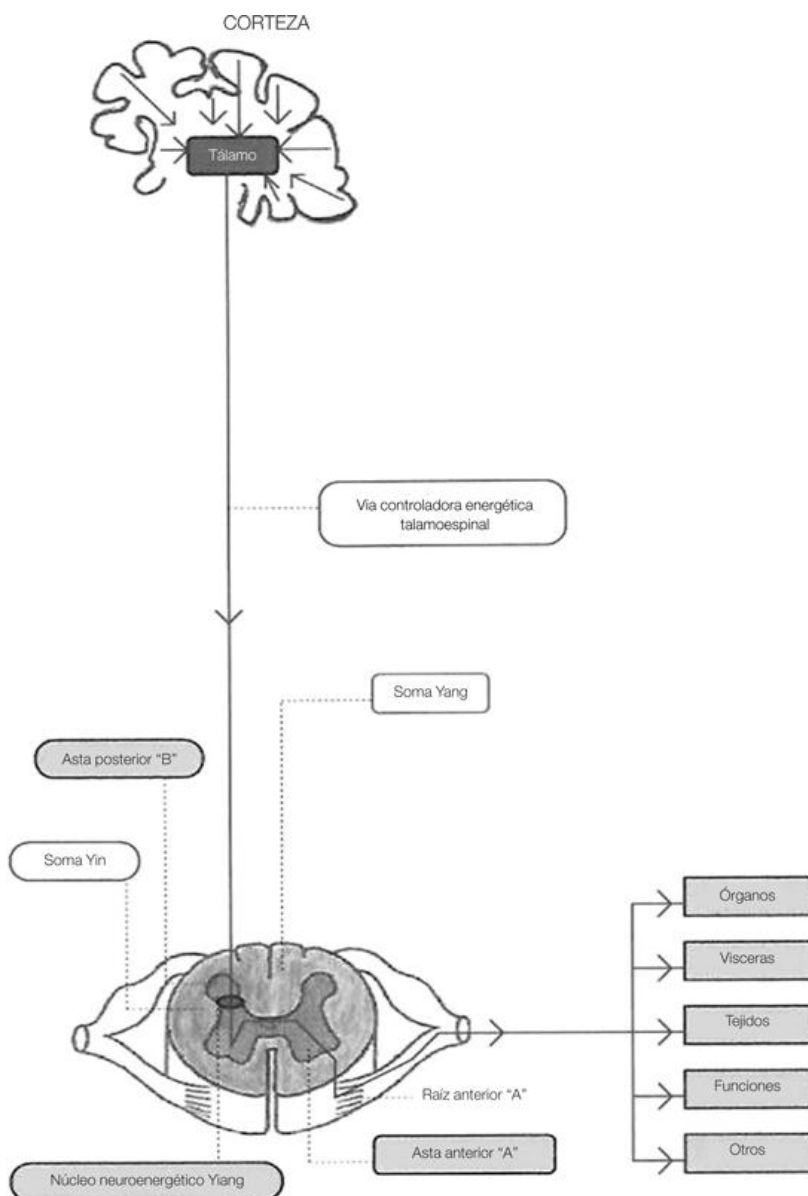 CORTEZA
Tálamo
Vía controladora energética
talamoespinal
Soma Yang
Asta posterior “B”
Soma Yin
Órganos
Vísceras
Tejidos
Funciones
Otros
Raíz anterior “A”
Asta anterior “A”
Núcleo neuroenergético Yiang